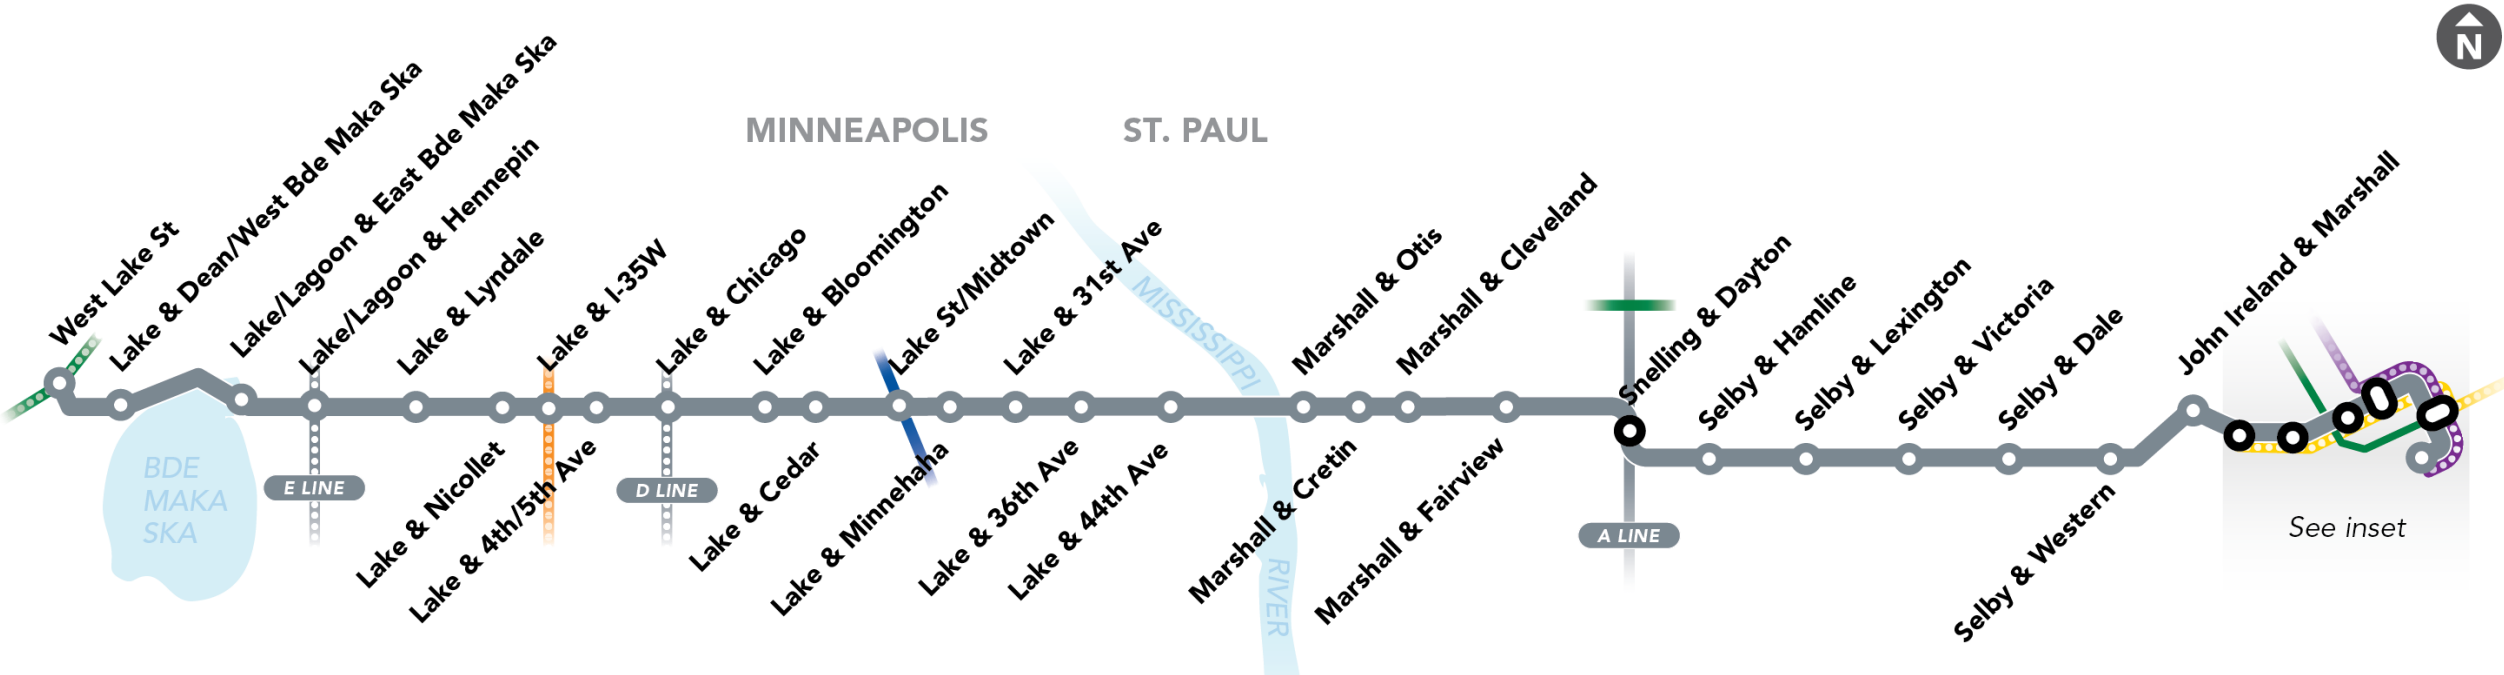 N
MINNEAPOLIS
ST. PAUL
West Lake St
Lake & Dean/West Bde Maka Ska
Lake/Lagoon & East Bde Maka Ska
Lake/Lagoon & Hennepin
Lake & Lyndale
Lake & Nicollet
Lake & I-35W
Lake & 4th/5th Ave
Lake & Chicago
Lake & Bloomington
Lake & Cedar
Lake St/Midtown
Lake & Minnehaha
Lake & 31st Ave
Lake & 36th Ave
Lake & 44th Ave
Marshall & Otis
Marshall & Cretin
Marshall & Cleveland
Marshall & Fairview
Snelling & Dayton
Selby & Hamline
Selby & Lexington
Selby & Victoria
Selby & Dale
Selby & Western
John Ireland & Marshall
MISSISSIPPI
RIVER
BDE
MAKA
SKA
E LINE
D LINE
A LINE
See inset